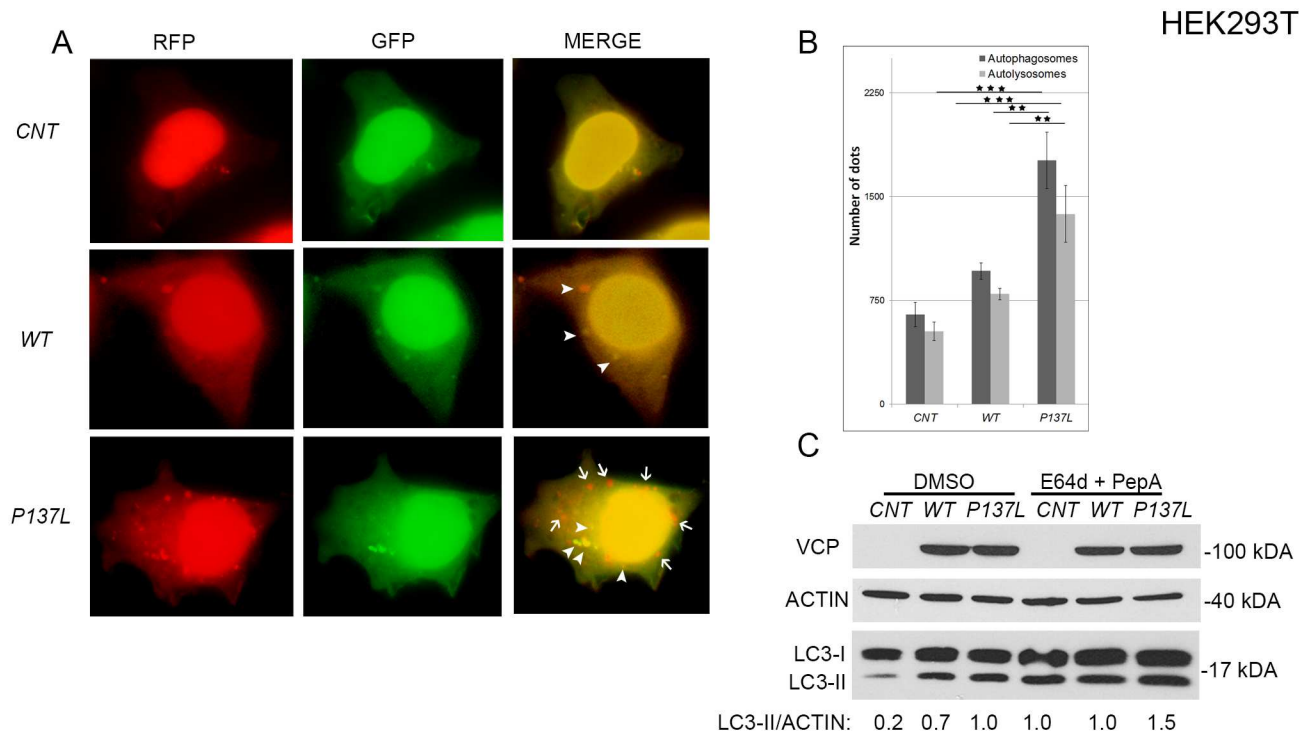 HEK293T
A
RFP GFP MERGE
CNT
WT
P137L
B
Autophagosomes
Autolysosomes
★★★
★★★
★★
★★
2250
1500
750
0
Number of dots
CNT WT P137L
C
DMSO E64d + PepA
CNT WT P137L CNT WT P137L
VCP -100 kDA
ACTIN -40 kDA
LC3-I
-17 kDA
LC3-II
LC3-II/ACTIN: 0.2 0.7 1.0 1.0 1.0 1.5